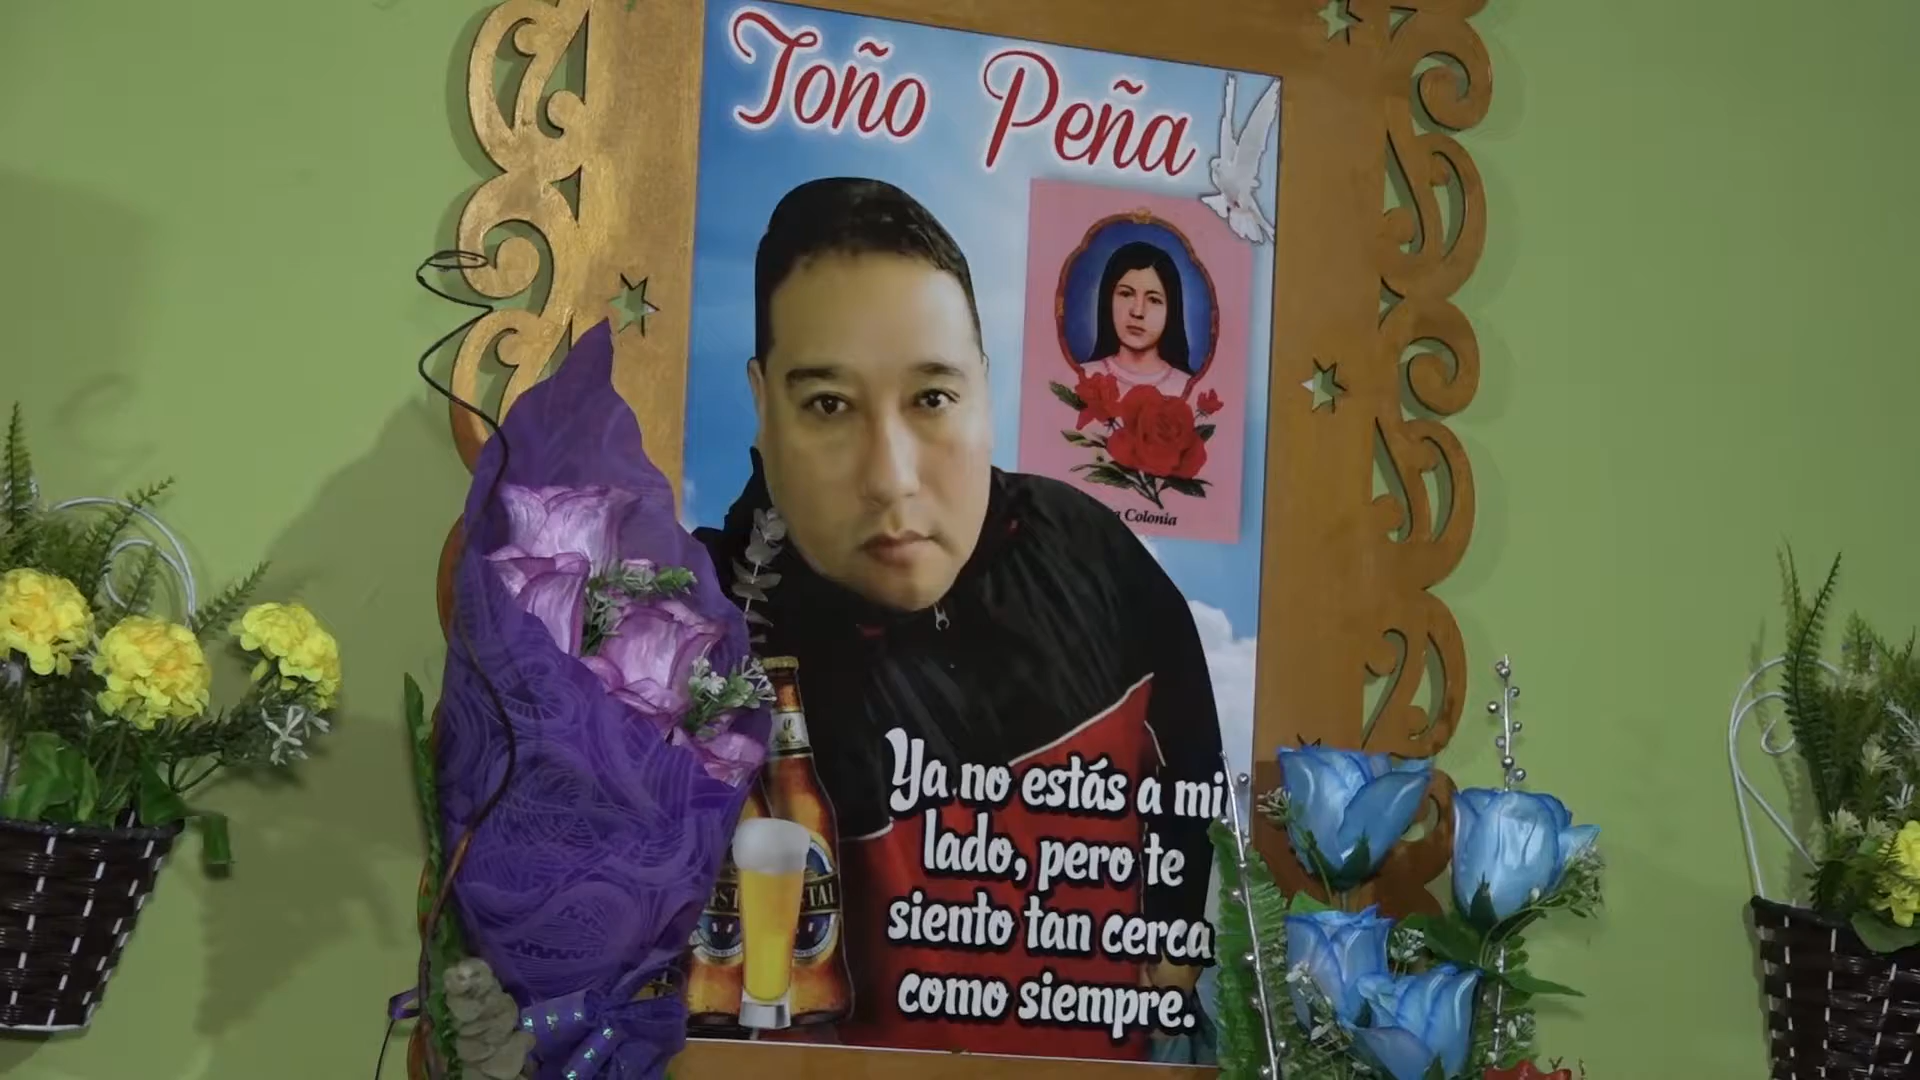 Toño Peña
Colonia
Ya no estás a mi
lado, pero te
siento tan cerca
como siempre.